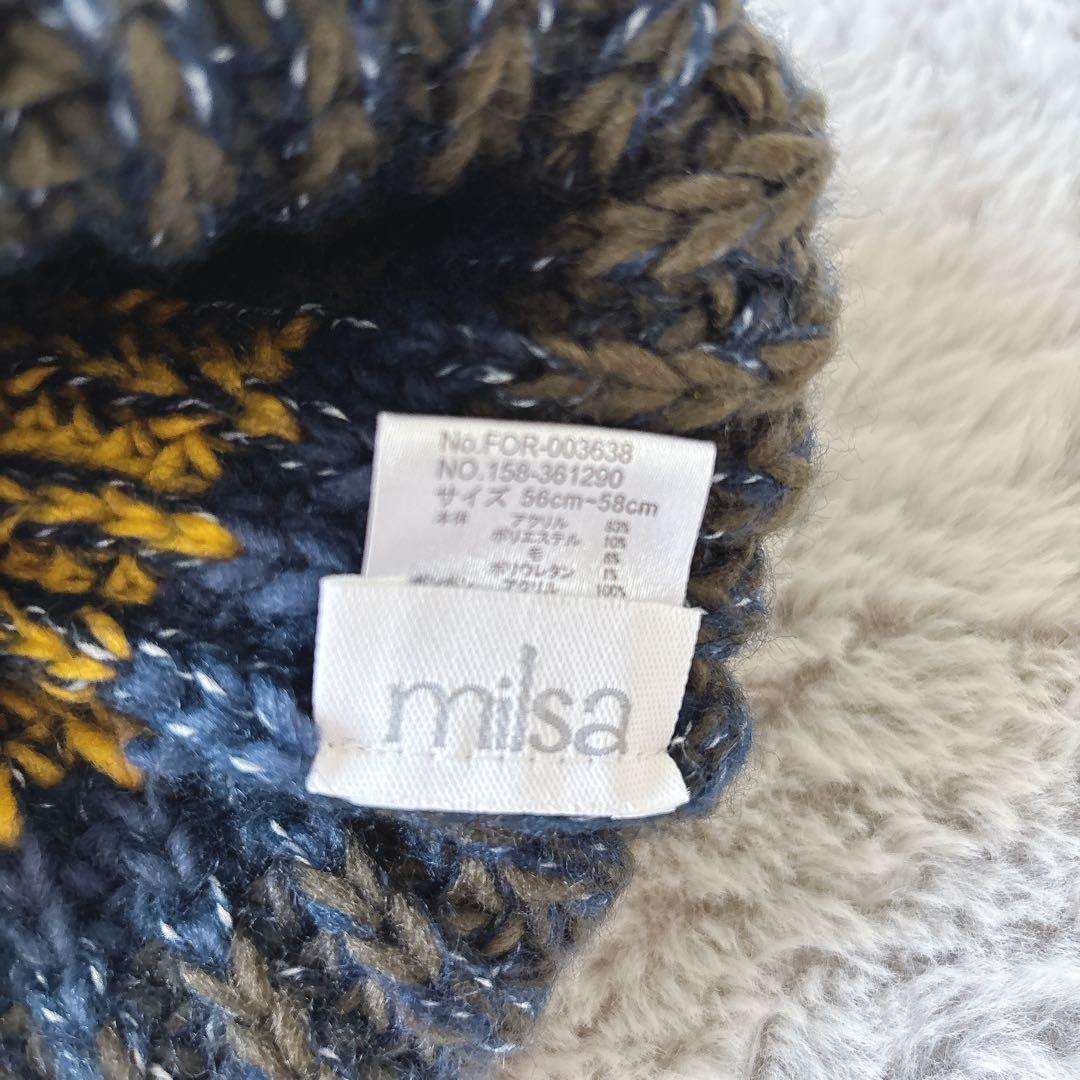 No.FOR-003638
NO.158-361290
サイズ 56cm~58cm
本体 アクリル 83%
ポリエステル 10%
毛 6%
ポリウレタン 1%
アクリル 100%
milsa